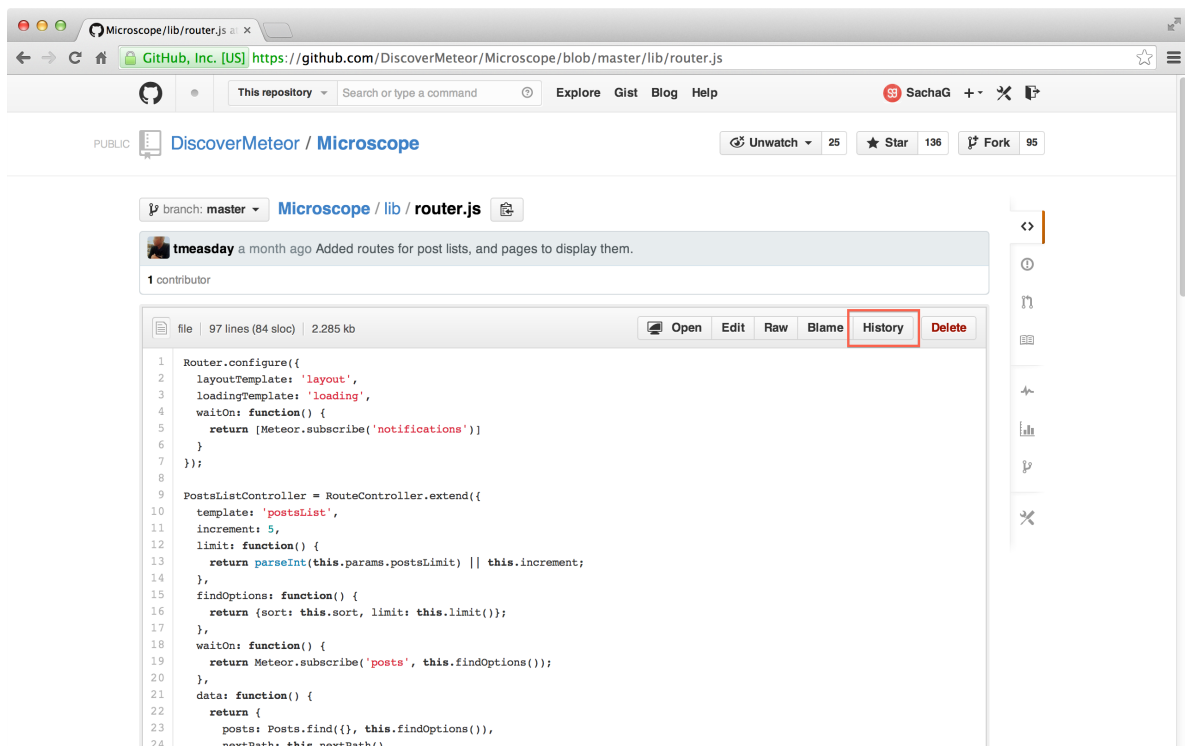 Microscope/lib/router.js a
GitHub, Inc. [US] https://github.com/DiscoverMeteor/Microscope/blob/master/lib/router.js
This repository Search or type a command Explore Gist Blog Help SachaG
PUBLIC DiscoverMeteor / Microscope Unwatch 25 Star 136 Fork 95
branch: master Microscope / lib / router.js
tmeasday a month ago Added routes for post lists, and pages to display them.
1 contributor
file 97 lines (84 sloc) 2.285 kb Open Edit Raw Blame History Delete
1 Router.configure({
2 layoutTemplate: 'layout',
3 loadingTemplate: 'loading',
4 waitOn: function() {
5 return [Meteor.subscribe('notifications')]
6 }
7 });
8
9 PostsListController = RouteController.extend({
10 template: 'postsList',
11 increment: 5,
12 limit: function() {
13 return parseInt(this.params.postsLimit) || this.increment;
14 },
15 findOptions: function() {
16 return {sort: this.sort, limit: this.limit()};
17 },
18 waitOn: function() {
19 return Meteor.subscribe('posts', this.findOptions());
20 },
21 data: function() {
22 return {
23 posts: Posts.find({}, this.findOptions()),
24 nextPath: this.nextPath()